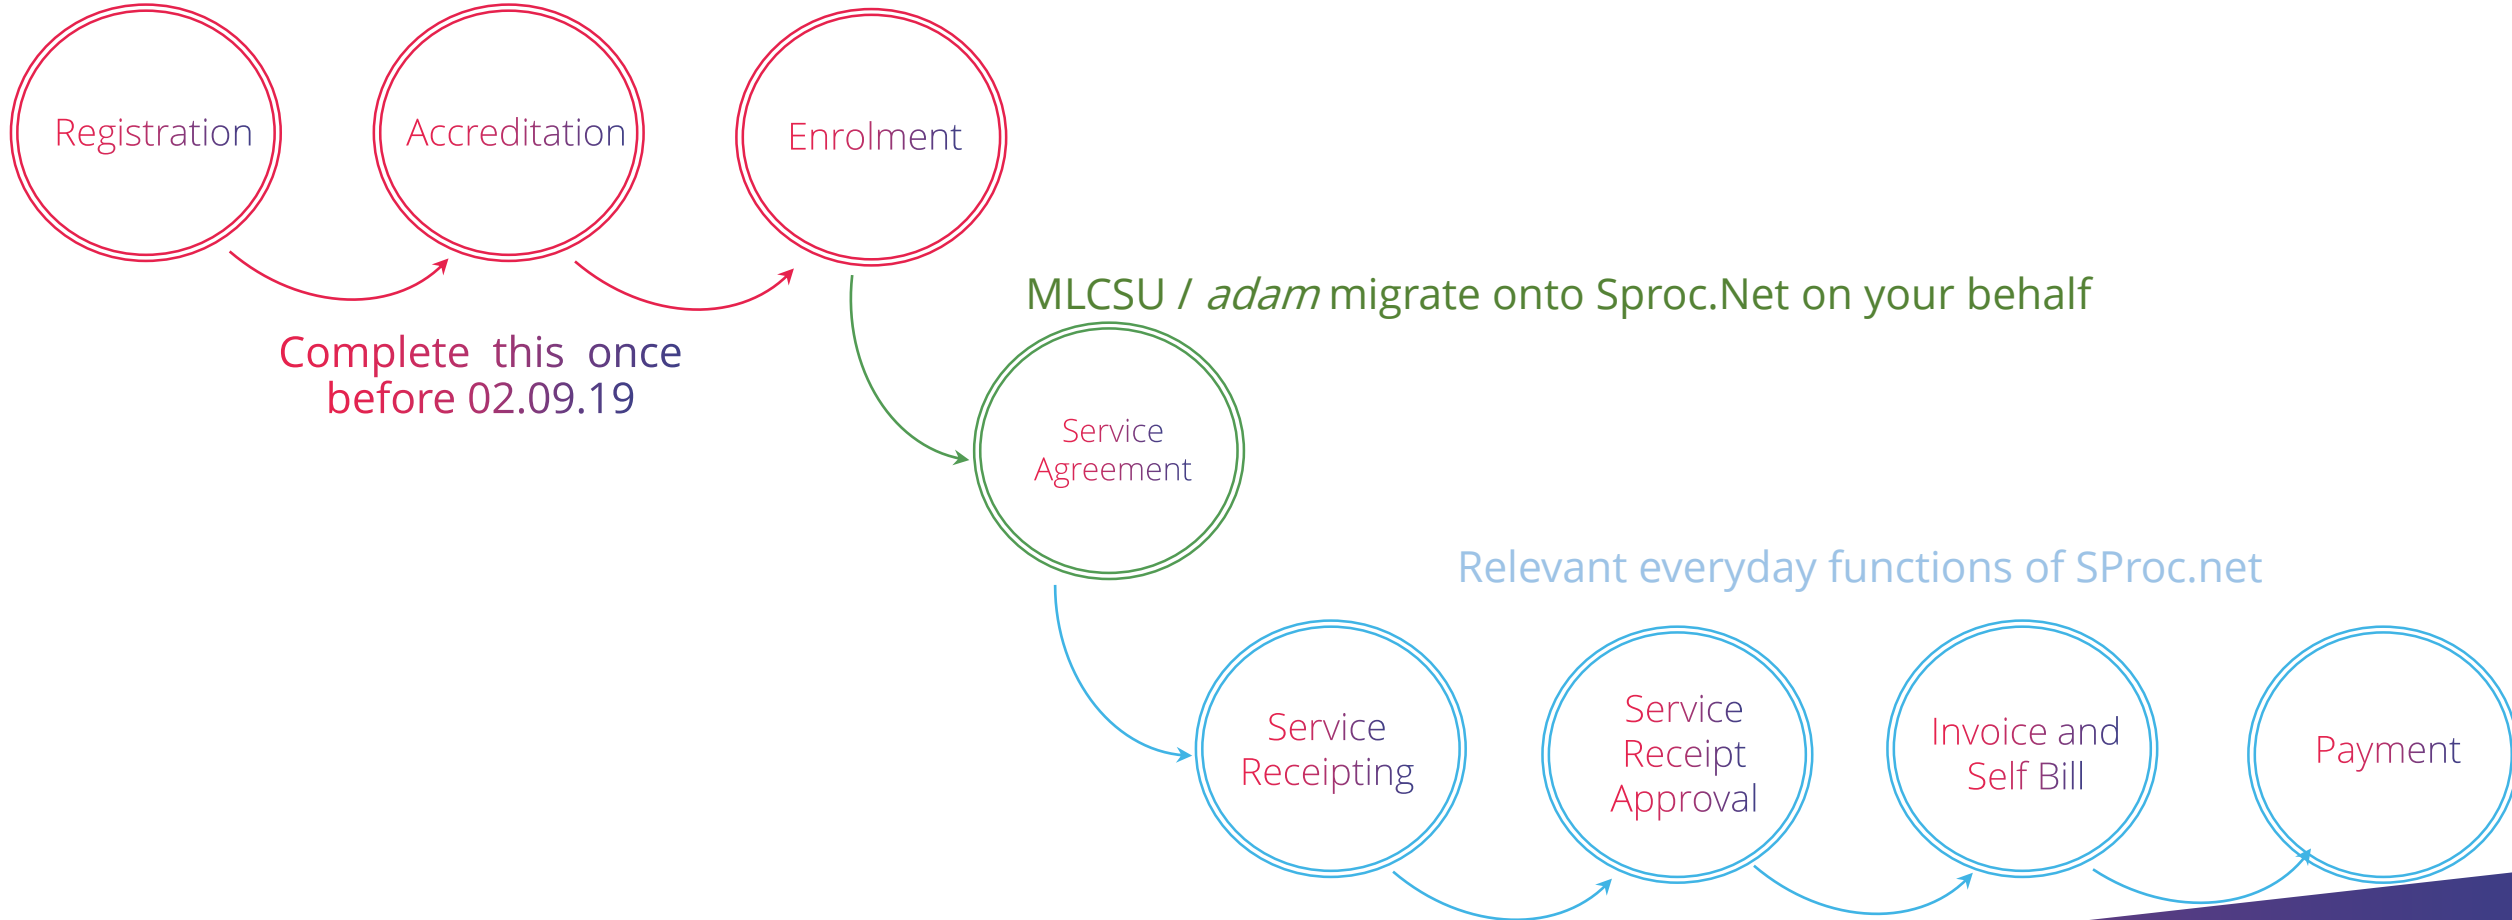 Registration
Accreditation
Enrolment
MLCSU / adam migrate onto Sproc.Net on your behalf
Complete this once
before 02.09.19
Service
Agreement
Relevant everyday functions of SProc.net
Service
Receipting
Service
Receipt
Approval
Invoice and
Self Bill
Payment